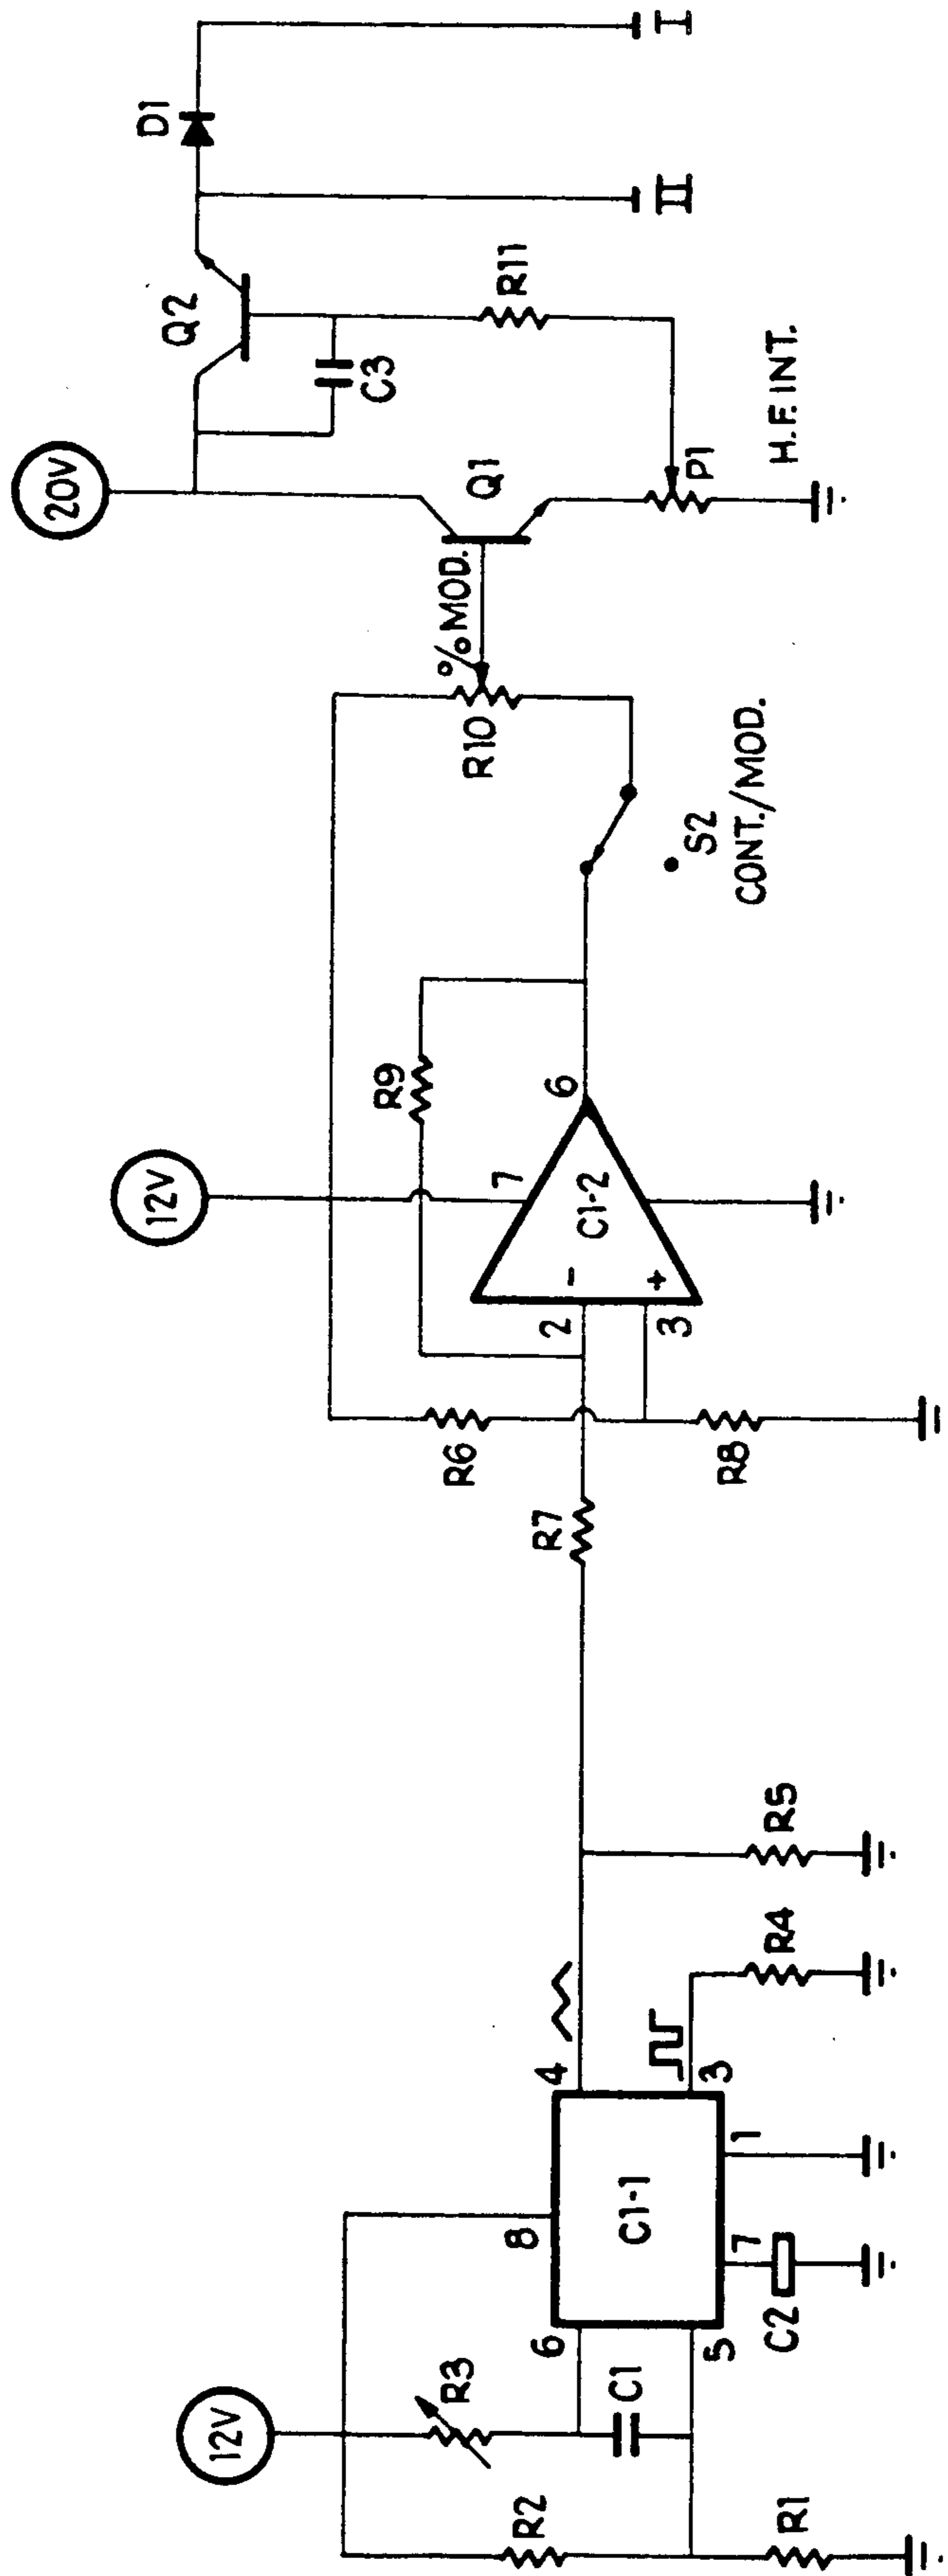 12V
R3
R2
R1
C1
6
5
8
C1-1
7
C2
1
4
3
R4
R5
R7
R6
R8
12V
R9
7
2
-
3
+
C1-2
6
R10
% MOD.
S2
CONT./MOD.
20V
Q1
P1
H.F. INT.
Q2
C3
R11
D1
II
I